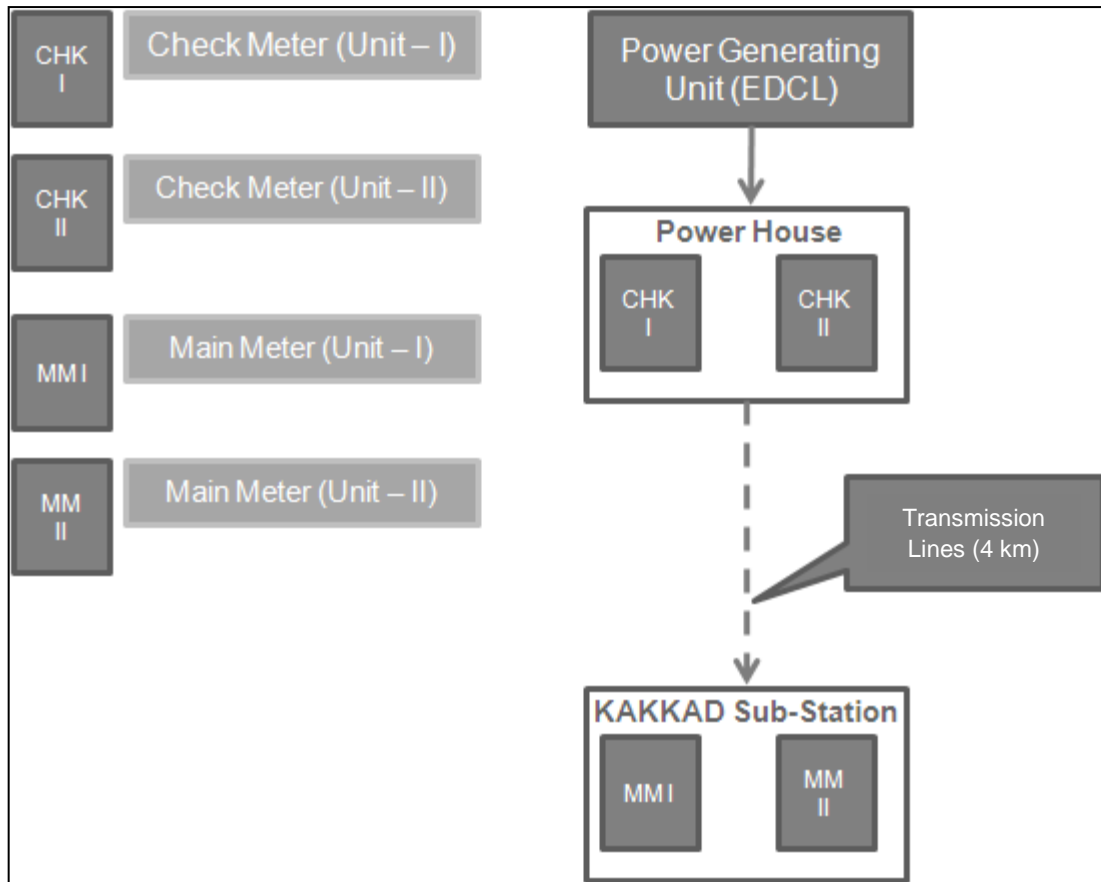 CHK
I
Check Meter (Unit – I)
CHK
II
Check Meter (Unit – II)
MM I
Main Meter (Unit – I)
MM
II
Main Meter (Unit – II)
Power Generating
Unit (EDCL)
Power House
CHK
I
CHK
II
Transmission
Lines (4 km)
KAKKAD Sub-Station
MM I
MM
II